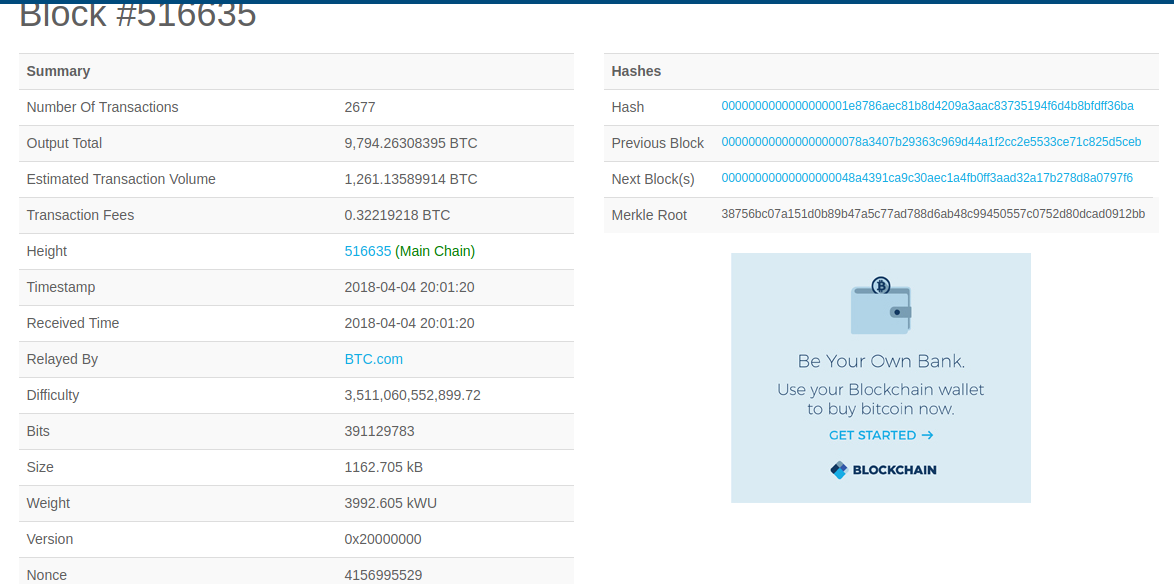 Block #516635
Summary
Number Of Transactions 2677
Output Total 9,794.26308395 BTC
Estimated Transaction Volume 1,261.13589914 BTC
Transaction Fees 0.32219218 BTC
Height 516635 (Main Chain)
Timestamp 2018-04-04 20:01:20
Received Time 2018-04-04 20:01:20
Relayed By BTC.com
Difficulty 3,511,060,552,899.72
Bits 391129783
Size 1162.705 kB
Weight 3992.605 kWU
Version 0x20000000
Nonce 4156995529
Hashes
Hash 0000000000000000001e8786aec81b8d4209a3aac83735194f6d4b8bfdff36ba
Previous Block 000000000000000000078a3407b29363c969d44a1f2cc2e5533ce71c825d5ceb
Next Block(s) 00000000000000000048a4391ca9c30aec1a4fb0ff3aad32a17b278d8a0797f6
Merkle Root 38756bc07a151d0b89b47a5c77ad788d6ab48c99450557c0752d80dcad0912bb
Be Your Own Bank.
Use your Blockchain wallet
to buy bitcoin now.
GET STARTED →
BLOCKCHAIN